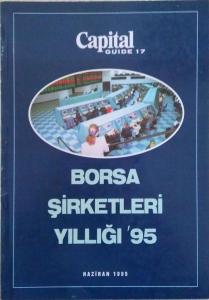 Capital
GUIDE 17
BORSA
ŞİRKETLERİ
YILLIĞI '95
HAZİRAN 1995